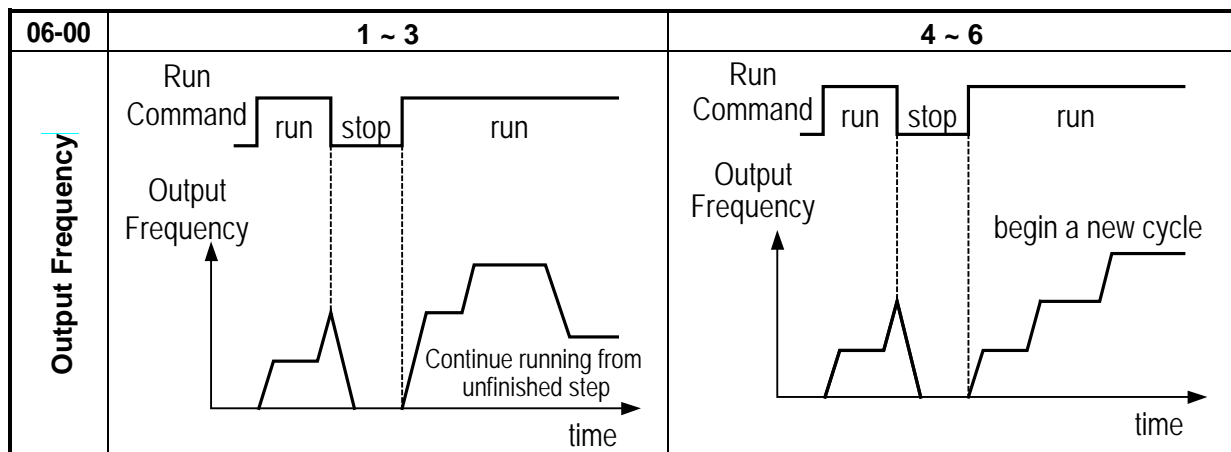 06-00
1 ~ 3
4 ~ 6
Output Frequency
Run
Command
run
stop
run
Output
Frequency
Continue running from
unfinished step
time
Run
Command
run
stop
run
Output
Frequency
begin a new cycle
time